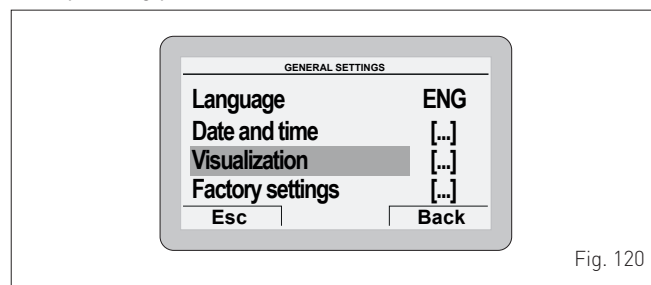 GENERAL SETTINGS
Language ENG
Date and time [...]
Visualization [...]
Factory settings [...]
Esc Back
Fig. 120